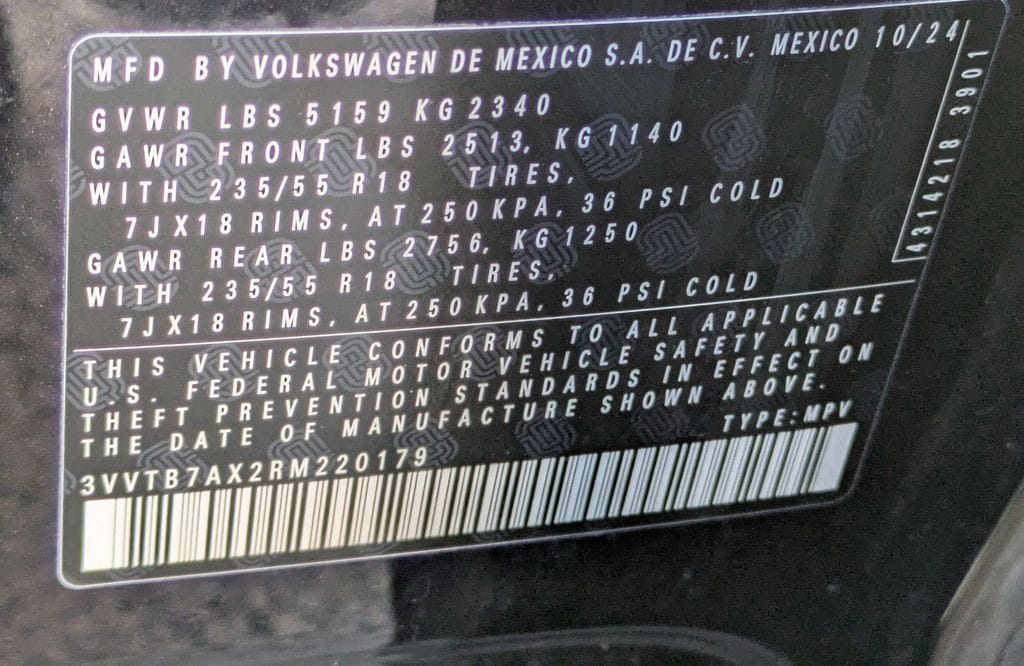 MFD BY VOLKSWAGEN DE MEXICO S.A. DE C.V. MEXICO 10/24
GVWR LBS 5159 KG 2340
GAWR FRONT LBS 2513, KG 1140
WITH 235/55 R18 TIRES,
7JX18 RIMS, AT 250 KPA, 36 PSI COLD
GAWR REAR LBS 2756, KG 1250
WITH 235/55 R18 TIRES,
7JX18 RIMS, AT 250 KPA, 36 PSI COLD
4314218 3901
THIS VEHICLE CONFORMS TO ALL APPLICABLE
U.S. FEDERAL MOTOR VEHICLE SAFETY AND
THEFT PREVENTION STANDARDS IN EFFECT ON
THE DATE OF MANUFACTURE SHOWN ABOVE.
3VVTB7AX2RM220179 TYPE: MPV